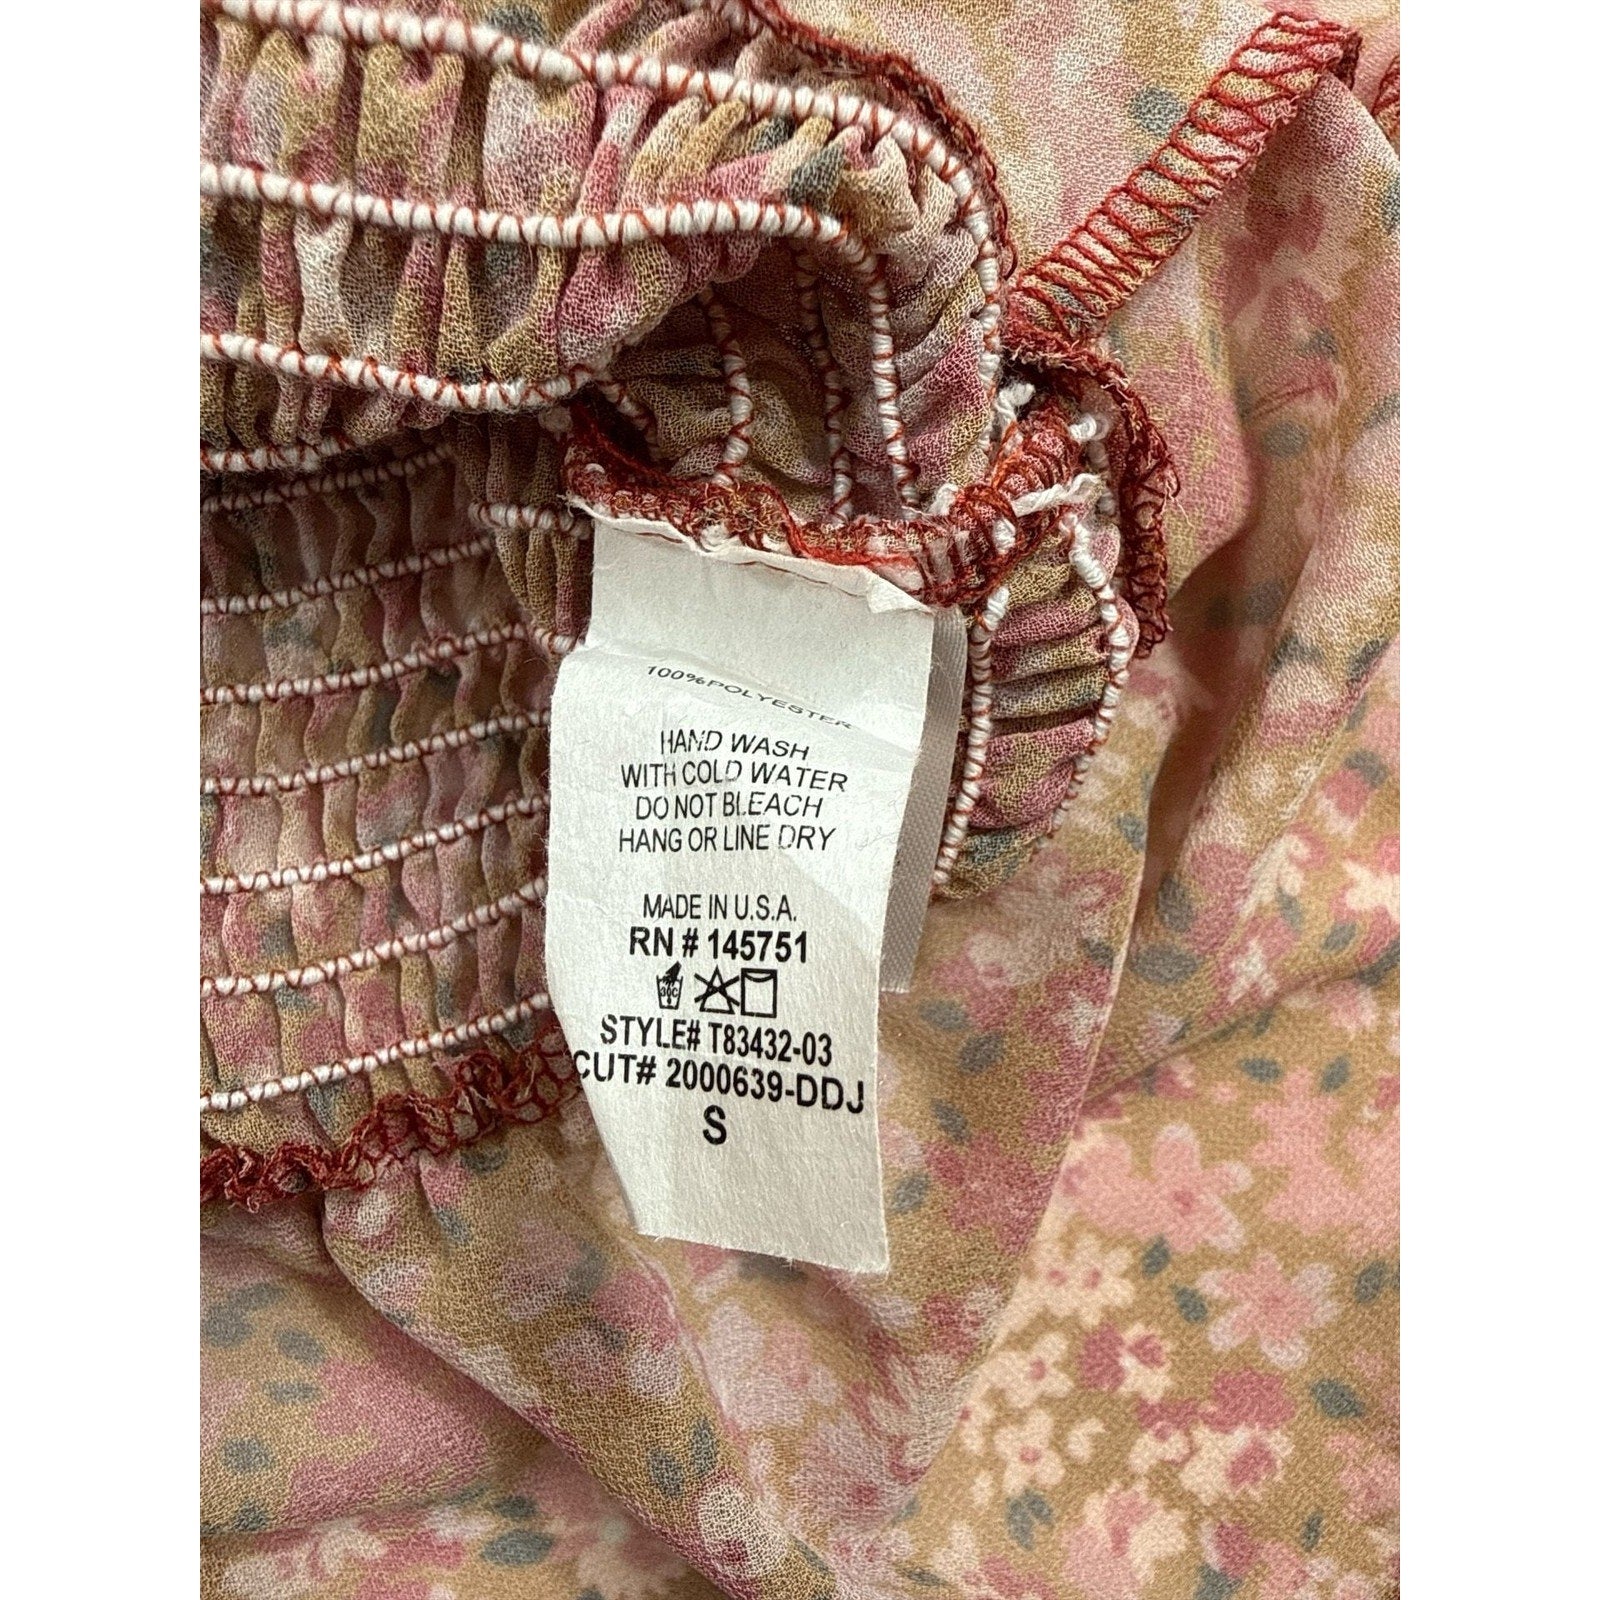 100%POLYESTER
HAND WASH
WITH COLD WATER
DO NOT BLEACH
HANG OR LINE DRY
MADE IN U.S.A.
RN # 145751
30C
STYLE# T83432-03
CUT# 2000639-DDJ
S